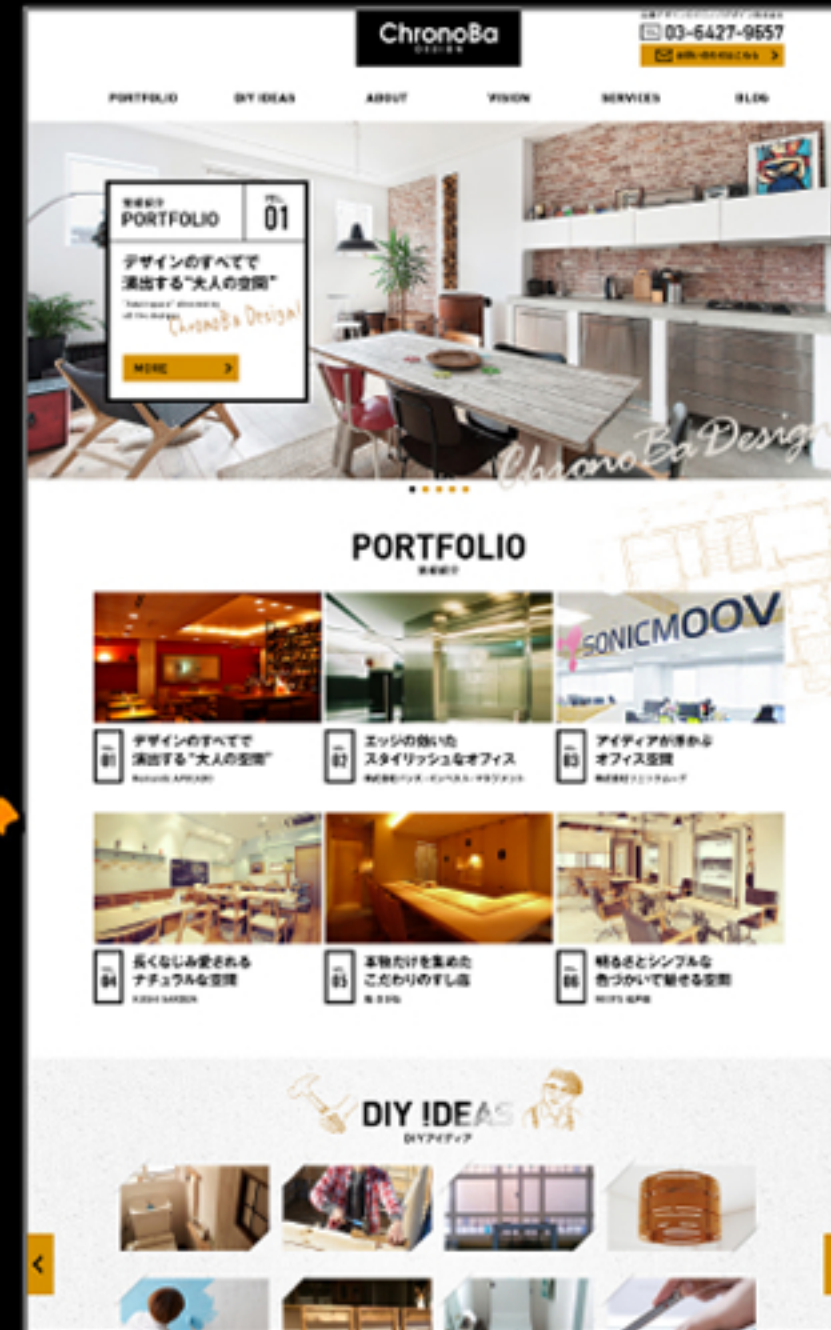 ChronoBa
DESIGN
03-6427-9657
PORTFOLIO
DIY IDEAS
ABOUT
VISION
SERVICES
BLOG
PORTFOLIO
01
デザインのすべてで
演出する"大人の空間"
ChronoBa Design!
MORE
ChronoBa Design
PORTFOLIO
SONICMOOV
01
デザインのすべてで
演出する"大人の空間"
02
エッジの効いた
スタイリッシュなオフィス
03
アイディアが浮かぶ
オフィス空間
04
長くなじみ愛される
ナチュラルな空間
05
本物だけを集めた
こだわりのすし店
06
明るさとシンプルな
色づかいで魅せる空間
DIY IDEAS
DIYアイディア